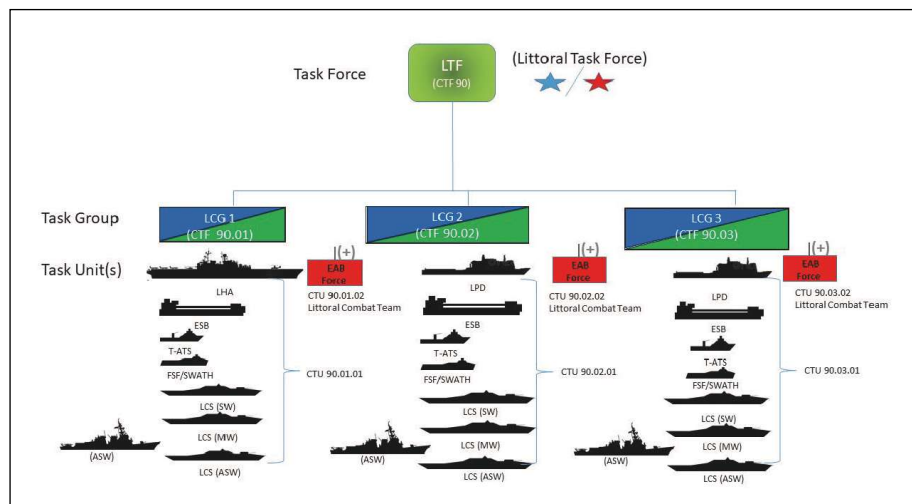 Task Force
LTF
(CTF 90)
(Littoral Task Force)
Task Group
LCG 1
(CTF 90.01)
LCG 2
(CTF 90.02)
LCG 3
(CTF 90.03)
Task Unit(s)
|(+)
EAB
Force
CTU 90.01.02
Littoral Combat Team
LHA
ESB
T-ATS
FSF/SWATH
CTU 90.01.01
LCS (SW)
LCS (MW)
(ASW)
LCS (ASW)
|(+)
EAB
Force
CTU 90.02.02
Littoral Combat Team
LPD
ESB
T-ATS
FSF/SWATH
CTU 90.02.01
LCS (SW)
LCS (MW)
(ASW)
LCS (ASW)
|(+)
EAB
Force
CTU 90.03.02
Littoral Combat Team
LPD
ESB
T-ATS
FSF/SWATH
CTU 90.03.01
LCS (SW)
LCS (MW)
(ASW)
LCS (ASW)